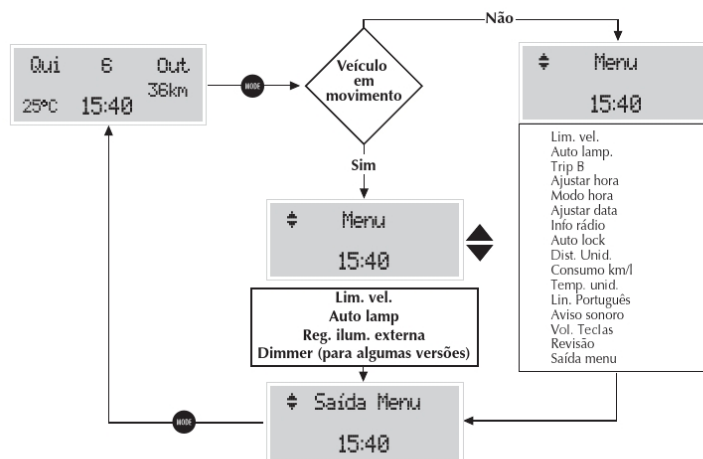 Qui 6 Out
36km
25°C 15:40
MODE
Veículo
em
movimento
Não
Menu
15:40
Lim. vel.
Auto lamp.
Trip B
Ajustar hora
Modo hora
Ajustar data
Info rádio
Auto lock
Dist. Unid.
Consumo km/l
Temp. unid.
Lin. Português
Aviso sonoro
Vol. Teclas
Revisão
Saída menu
Sim
Menu
15:40
Lim. vel.
Auto lamp
Reg. ilum. externa
Dimmer (para algumas versões)
Saída Menu
15:40
MODE